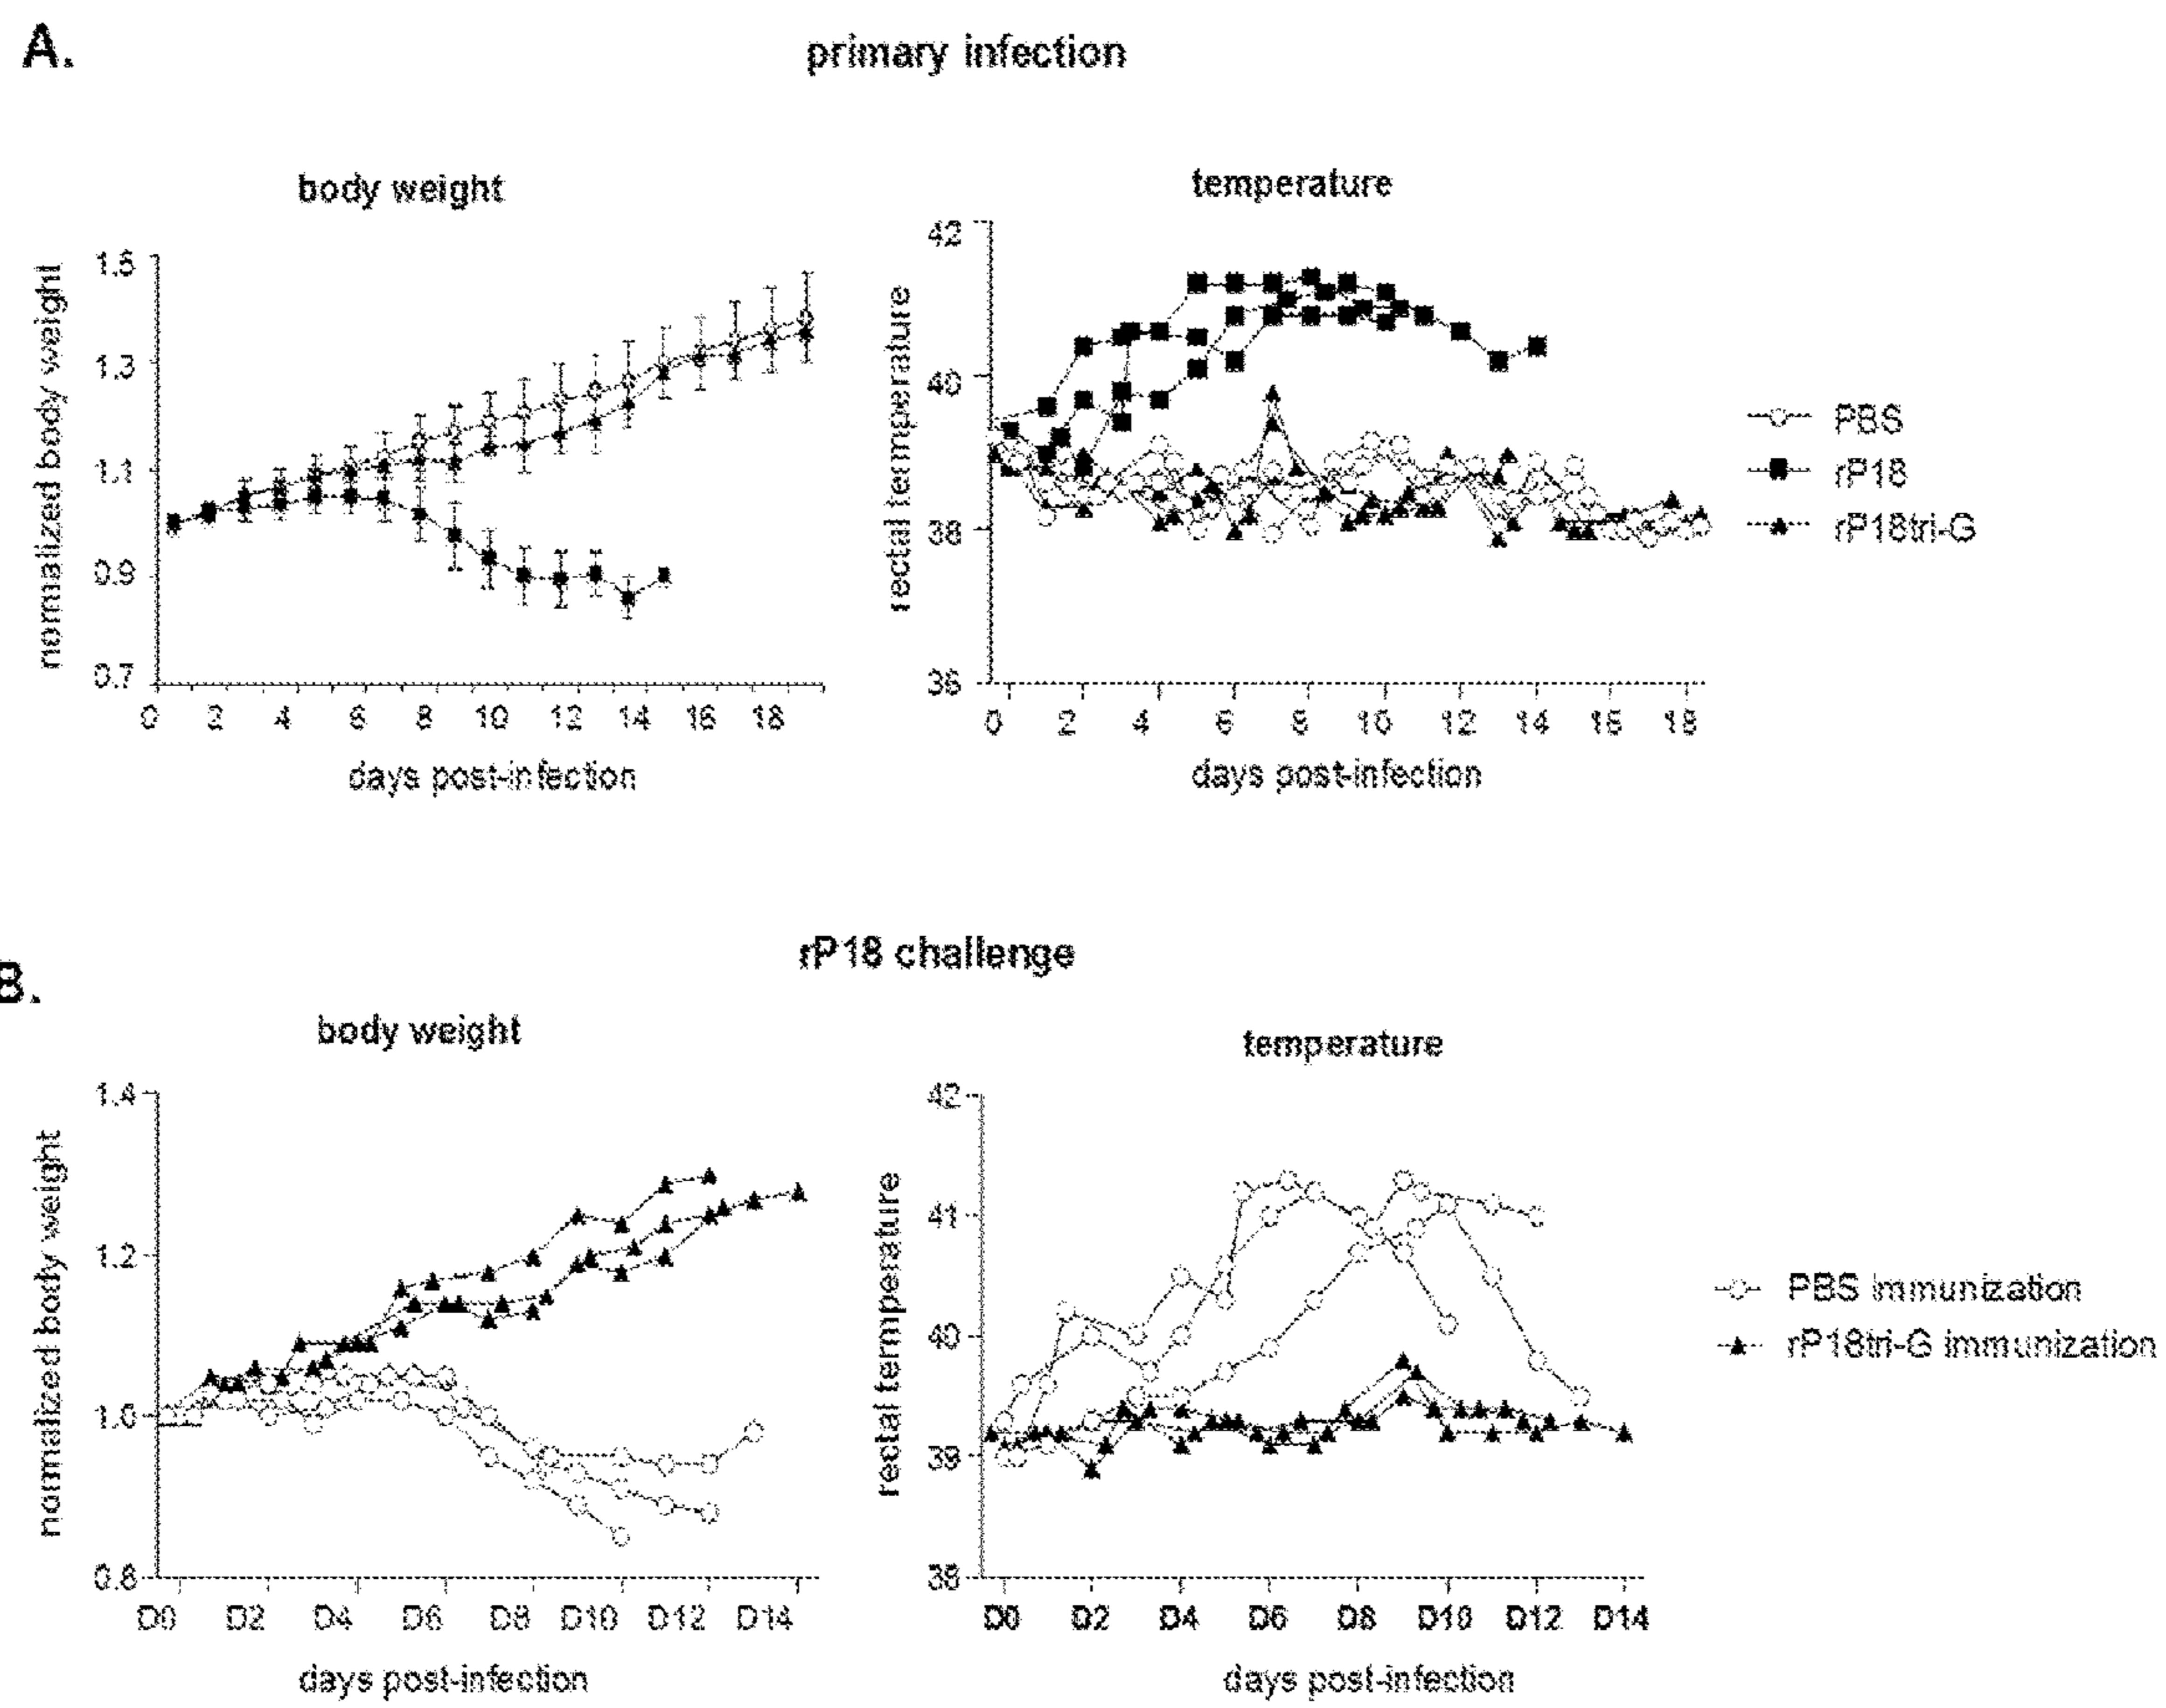 A.
primary infection
body weight
temperature
normalized body weight
1.5
1.3
1.1
0.9
0.7
0 2 4 6 8 10 12 14 16 18
days post-infection
rectal termperature
42
40
38
36
0 2 4 6 8 10 12 14 16 18
days post-infection
PBS
rP18
rP18tri-G
B.
rP18 challenge
body weight
temperature
normalized body weight
1.4
1.2
1.0
0.8
D0 D2 D4 D6 D8 D10 D12 D14
days post-infection
rectal termperature
42
41
40
39
38
D0 D2 D4 D6 D8 D10 D12 D14
days post-infection
PBS immunization
rP18tri-G immunization